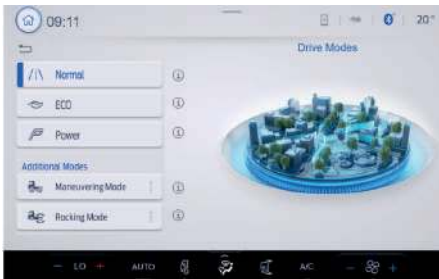 09:11
20°
Drive Modes
Normal
ECO
Power
Additional Modes
Maneuvering Mode
Rocking Mode
- LO +
AUTO
A/C
- +